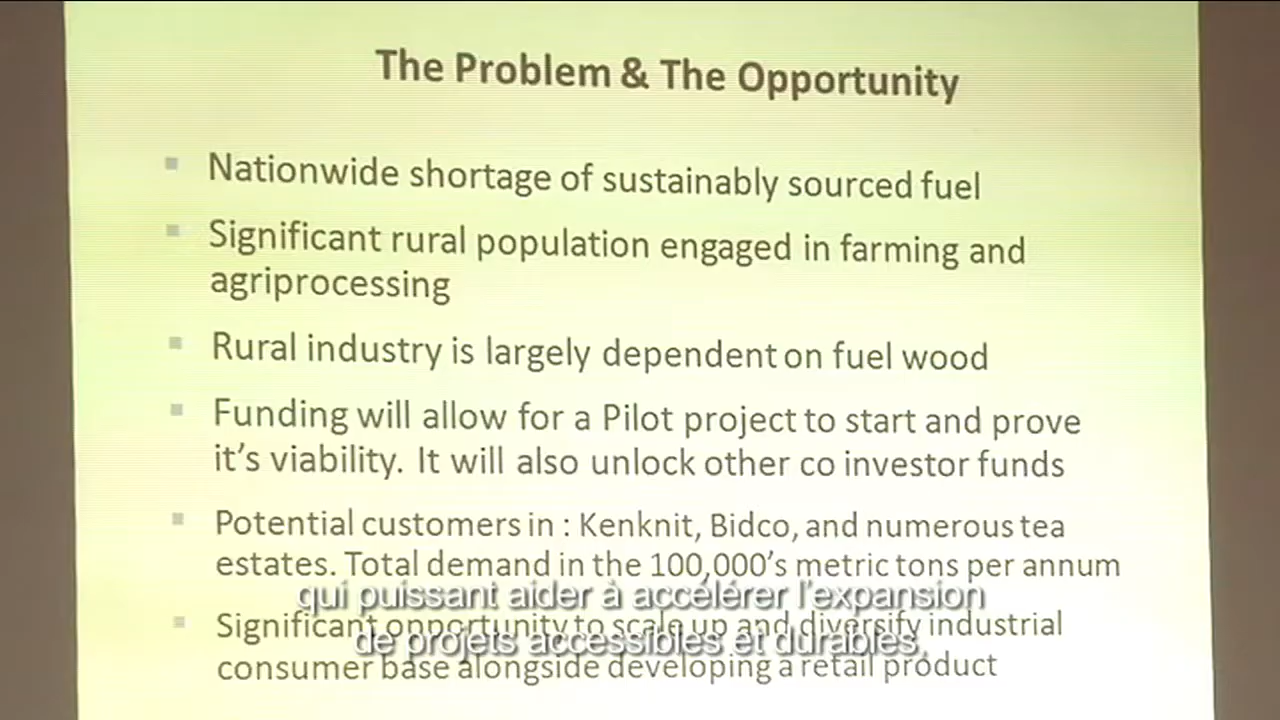 The Problem & The Opportunity
Nationwide shortage of sustainably sourced fuel
Significant rural population engaged in farming and
agriprocessing
Rural industry is largely dependent on fuel wood
Funding will allow for a Pilot project to start and prove
it's viability. It will also unlock other co investor funds
Potential customers in : Kenknit, Bidco, and numerous tea
estates. Total demand in the 100,000's metric tons per annum
qui puissant aider à accélérer l'expansion
Significant opportunity to scale up and diversify industrial
de projets accessibles et durables.
consumer base alongside developing a retail product